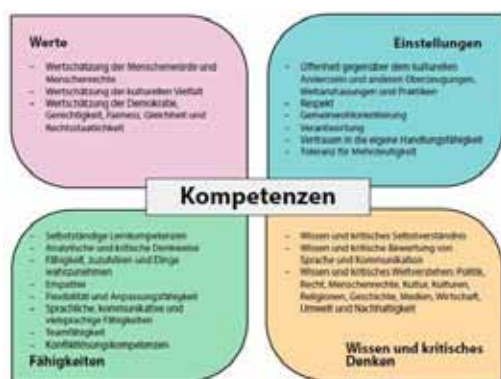 Werte
- Wertschätzung der Menschenwürde und
Menschenrechte
- Wertschätzung der kulturellen Vielfalt
- Wertschätzung der Demokratie,
Gerechtigkeit, Fairness, Gleichheit und
Rechtsstaatlichkeit
Einstellungen
- Offenheit gegenüber dem kulturellen
Anderssein und anderen Überzeugungen,
Weltanschauungen und Praktiken
- Respekt
- Gemeinwohlorientierung
- Verantwortung
- Vertrauen in die eigene Handlungsfähigkeit
- Toleranz für Mehrdeutigkeit
Kompetenzen
- Selbstständige Lernkompetenzen
- Analytische und kritische Denkweise
- Fähigkeit, zuzuhören und Dinge
wahrzunehmen
- Empathie
- Flexibilität und Anpassungsfähigkeit
- Sprachliche, kommunikative und
vielsprachige Fähigkeiten
- Teamfähigkeit
- Konfliktlösungskompetenzen
Fähigkeiten
- Wissen und kritisches Selbstverständnis
- Wissen und kritische Bewertung von
Sprache und Kommunikation
- Wissen und kritisches Weltverstehen: Politik,
Recht, Menschenrechte, Kultur, Kulturen,
Religionen, Geschichte, Medien, Wirtschaft,
Umwelt und Nachhaltigkeit
Wissen und kritisches
Denken